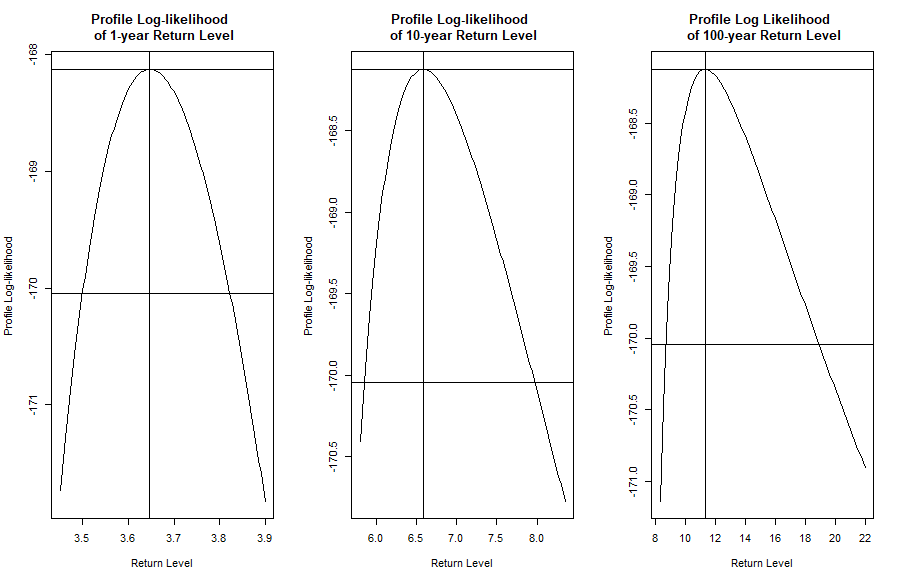 Profile Log-likelihood
of 1-year Return Level
-168
-169
-170
-171
Profile Log-likelihood
3.5 3.6 3.7 3.8 3.9
Return Level
Profile Log-likelihood
of 10-year Return Level
-168.5
-169.0
-169.5
-170.0
-170.5
Profile Log-likelihood
6.0 6.5 7.0 7.5 8.0
Return Level
Profile Log Likelihood
of 100-year Return Level
-168.5
-169.0
-169.5
-170.0
-170.5
-171.0
Profile Log-likelihood
8 10 12 14 16 18 20 22
Return Level